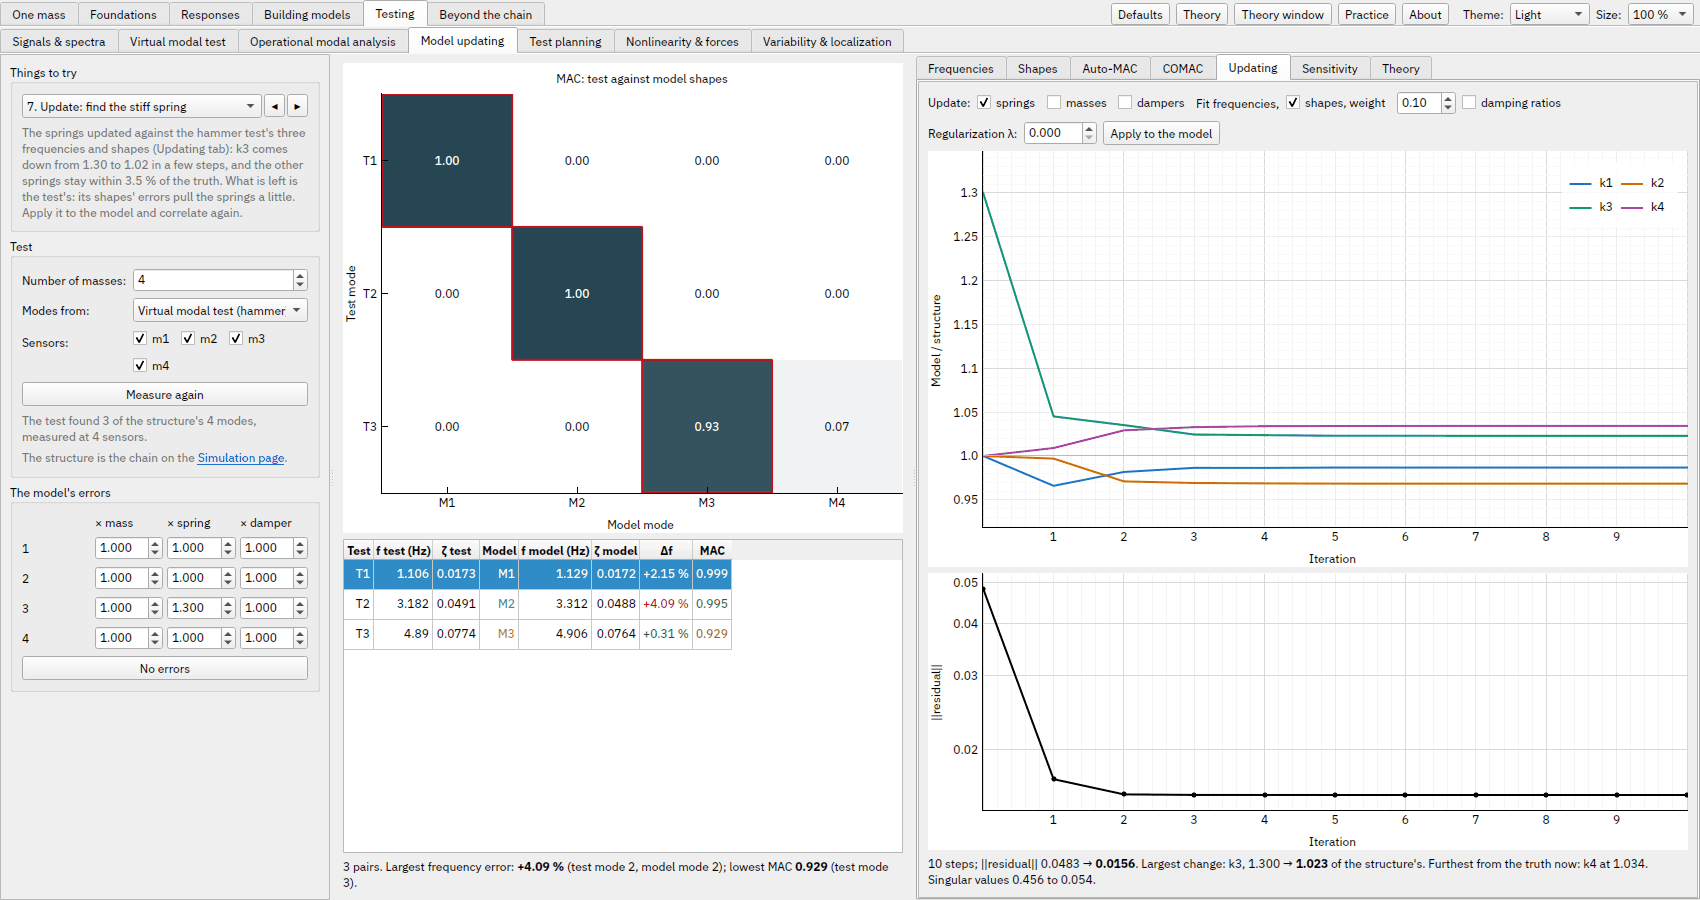 One mass
Foundations
Responses
Building models
Testing
Beyond the chain
Defaults
Theory
Theory window
Practice
About
Theme:
Light
Size:
100 %
Signals & spectra
Virtual modal test
Operational modal analysis
Model updating
Test planning
Nonlinearity & forces
Variability & localization
Things to try
7. Update: find the stiff spring
The springs updated against the hammer test's three
frequencies and shapes (Updating tab): k3 comes
down from 1.30 to 1.02 in a few steps, and the other
springs stay within 3.5 % of the truth. What is left is
the test's: its shapes' errors pull the springs a little.
Apply it to the model and correlate again.
Test
Number of masses:
4
Modes from:
Virtual modal test (hammer
Sensors:
m1
m2
m3
m4
Measure again
The test found 3 of the structure's 4 modes,
measured at 4 sensors.
The structure is the chain on the Simulation page.
The model's errors
× mass
× spring
× damper
1
1.000
1.000
1.000
2
1.000
1.000
1.000
3
1.000
1.300
1.000
4
1.000
1.000
1.000
No errors
MAC: test against model shapes
Test mode
T1
1.00
0.00
0.00
0.00
T2
0.00
1.00
0.00
0.00
T3
0.00
0.00
0.93
0.07
M1
M2
M3
M4
Model mode
Test
f test (Hz)
ζ test
Model
f model (Hz)
ζ model
Δf
MAC
T1
1.106
0.0173
M1
1.129
0.0172
+2.15 %
0.999
T2
3.182
0.0491
M2
3.312
0.0488
+4.09 %
0.995
T3
4.89
0.0774
M3
4.906
0.0764
+0.31 %
0.929
3 pairs. Largest frequency error: +4.09 % (test mode 2, model mode 2); lowest MAC 0.929 (test mode
3).
Frequencies
Shapes
Auto-MAC
COMAC
Updating
Sensitivity
Theory
Update:
springs
masses
dampers
Fit frequencies,
shapes, weight
0.10
damping ratios
Regularization λ:
0.000
Apply to the model
Model / structure
1.3
1.25
1.2
1.15
1.1
1.05
1.0
0.95
k1
k2
k3
k4
1
2
3
4
5
6
7
8
9
Iteration
||residual||
0.05
0.04
0.03
0.02
1
2
3
4
5
6
7
8
9
Iteration
10 steps; ||residual|| 0.0483 → 0.0156. Largest change: k3, 1.300 → 1.023 of the structure's. Furthest from the truth now: k4 at 1.034.
Singular values 0.456 to 0.054.